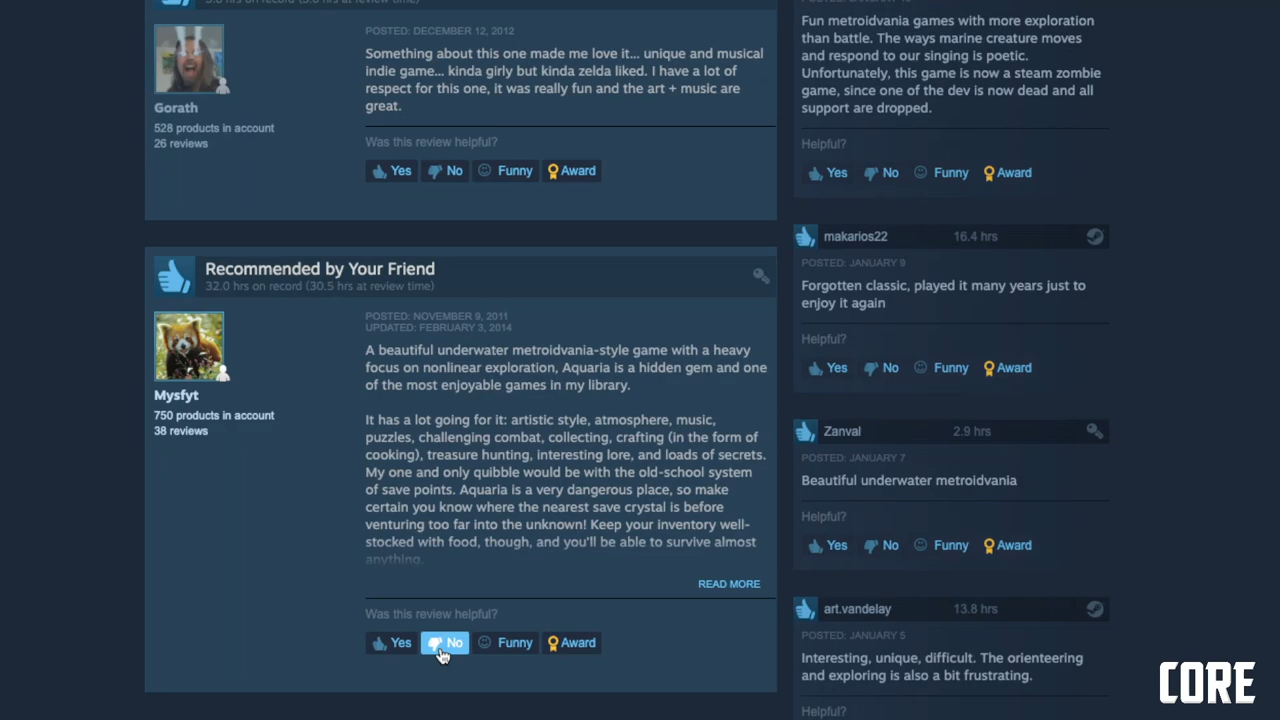 POSTED: DECEMBER 12, 2012
Something about this one made me love it... unique and musical
indie game... kinda girly but kinda zelda liked. I have a lot of
respect for this one, it was really fun and the art + music are
great.
Gorath
528 products in account
26 reviews
Was this review helpful?
Yes
No
Funny
Award
Recommended by Your Friend
32.0 hrs on record (30.5 hrs at review time)
POSTED: NOVEMBER 9, 2011
UPDATED: FEBRUARY 3, 2014
Mysfyt
750 products in account
38 reviews
A beautiful underwater metroidvania-style game with a heavy
focus on nonlinear exploration, Aquaria is a hidden gem and one
of the most enjoyable games in my library.
It has a lot going for it: artistic style, atmosphere, music,
puzzles, challenging combat, collecting, crafting (in the form of
cooking), treasure hunting, interesting lore, and loads of secrets.
My one and only quibble would be with the old-school system
of save points. Aquaria is a very dangerous place, so make
certain you know where the nearest save crystal is before
venturing too far into the unknown! Keep your inventory well-
stocked with food, though, and you'll be able to survive almost
anything.
READ MORE
Was this review helpful?
Yes
No
Funny
Award
Fun metroidvania games with more exploration
than battle. The ways marine creature moves
and respond to our singing is poetic.
Unfortunately, this game is now a steam zombie
game, since one of the dev is now dead and all
support are dropped.
Helpful?
Yes
No
Funny
Award
makarios22
16.4 hrs
POSTED: JANUARY 9
Forgotten classic, played it many years just to
enjoy it again
Helpful?
Yes
No
Funny
Award
Zanval
2.9 hrs
POSTED: JANUARY 7
Beautiful underwater metroidvania
Helpful?
Yes
No
Funny
Award
art.vandelay
13.8 hrs
POSTED: JANUARY 5
Interesting, unique, difficult. The orienteering
and exploring is also a bit frustrating.
Helpful?
CORE